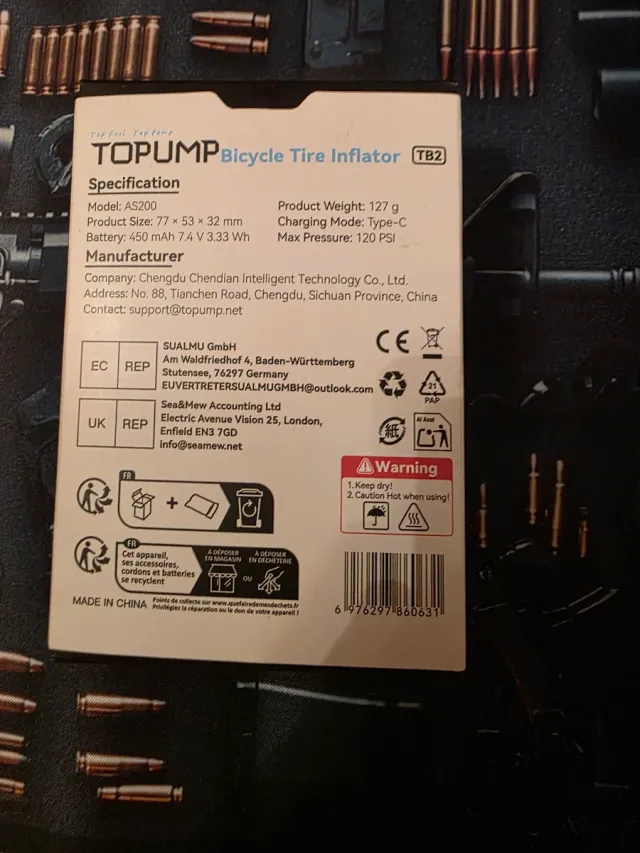 Top Fuel Top Pump
TOPUMP Bicycle Tire Inflator TB2
Specification
Model: AS200
Product Size: 77 × 53 × 32 mm
Battery: 450 mAh 7.4 V 3.33 Wh
Product Weight: 127 g
Charging Mode: Type-C
Max Pressure: 120 PSI
Manufacturer
Company: Chengdu Chendian Intelligent Technology Co., Ltd.
Address: No. 88, Tianchen Road, Chengdu, Sichuan Province, China
Contact: support@topump.net
EC REP
SUALMU GmbH
Am Waldfriedhof 4, Baden-Württemberg
Stutensee, 76297 Germany
EUVERTRETERSUALMUGMBH@outlook.com
UK REP
Sea&Mew Accounting Ltd
Electric Avenue Vision 25, London,
Enfield EN3 7GD
info@seamew.net
CE
21
PAP
紙
Al Aost
Warning
1. Keep dry!
2. Caution Hot when using!
FR
+
FR
Cet appareil,
ses accessoires,
cordons et batteries
se recyclent
À DÉPOSER
EN MAGASIN
OU
À DÉPOSER
EN DÉCHÈTERIE
MADE IN CHINA
Points de collecte sur www.quefairedemesdechets.fr
Privilégiez la réparation ou le don de votre appareil !
6 976297 860631